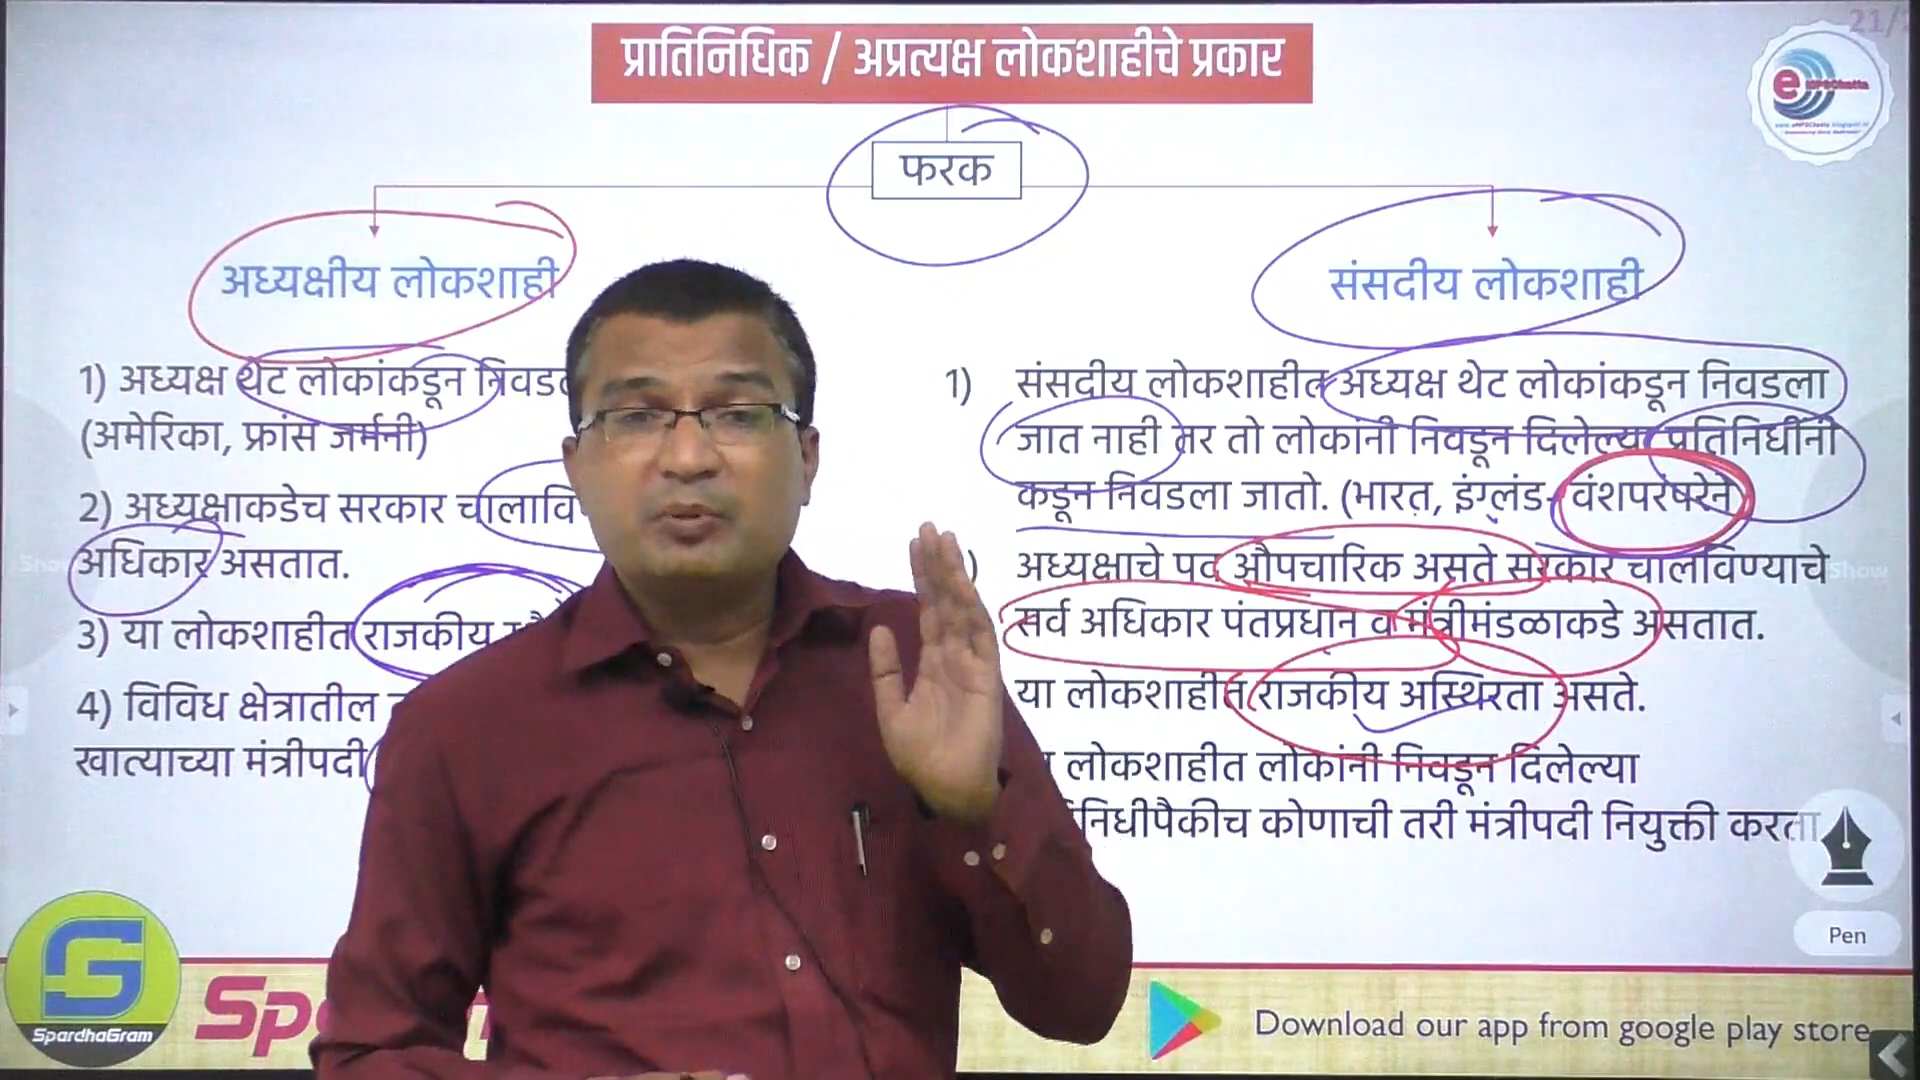 प्रातिनिधिक / अप्रत्यक्ष लोकशाहीचे प्रकार
21/
फरक
अध्यक्षीय लोकशाही
1) अध्यक्ष थेट लोकांकडून
(अमेरिका, फ्रांस जर्मनी)
2) अध्यक्षाकडेच सरकार
अधिकार असतात.
3) या लोकशाहीत राजकीय
4) विविध क्षेत्रातील
खात्याच्या मंत्रीपदी
संसदीय लोकशाही
1) संसदीय लोकशाहीत अध्यक्ष थेट लोकांकडून निवडला
जात नाही तर तो लोकांनी निवडून दिलेल्या प्रतिनिधींनी
कडून निवडला जातो. (भारत, इंग्लंड- वंशपरंपरेने)
अध्यक्षाचे पद औपचारिक असते सरकार चालविण्याचे
सर्व अधिकार पंतप्रधान व मंत्रीमंडळाकडे असतात.
या लोकशाहीत राजकीय अस्थिरता असते.
लोकशाहीत लोकांनी निवडून दिलेल्या
कोणाची तरी मंत्रीपदी नियुक्ती करता
Show
Pen
SpardhaGram
Download our app from google play store